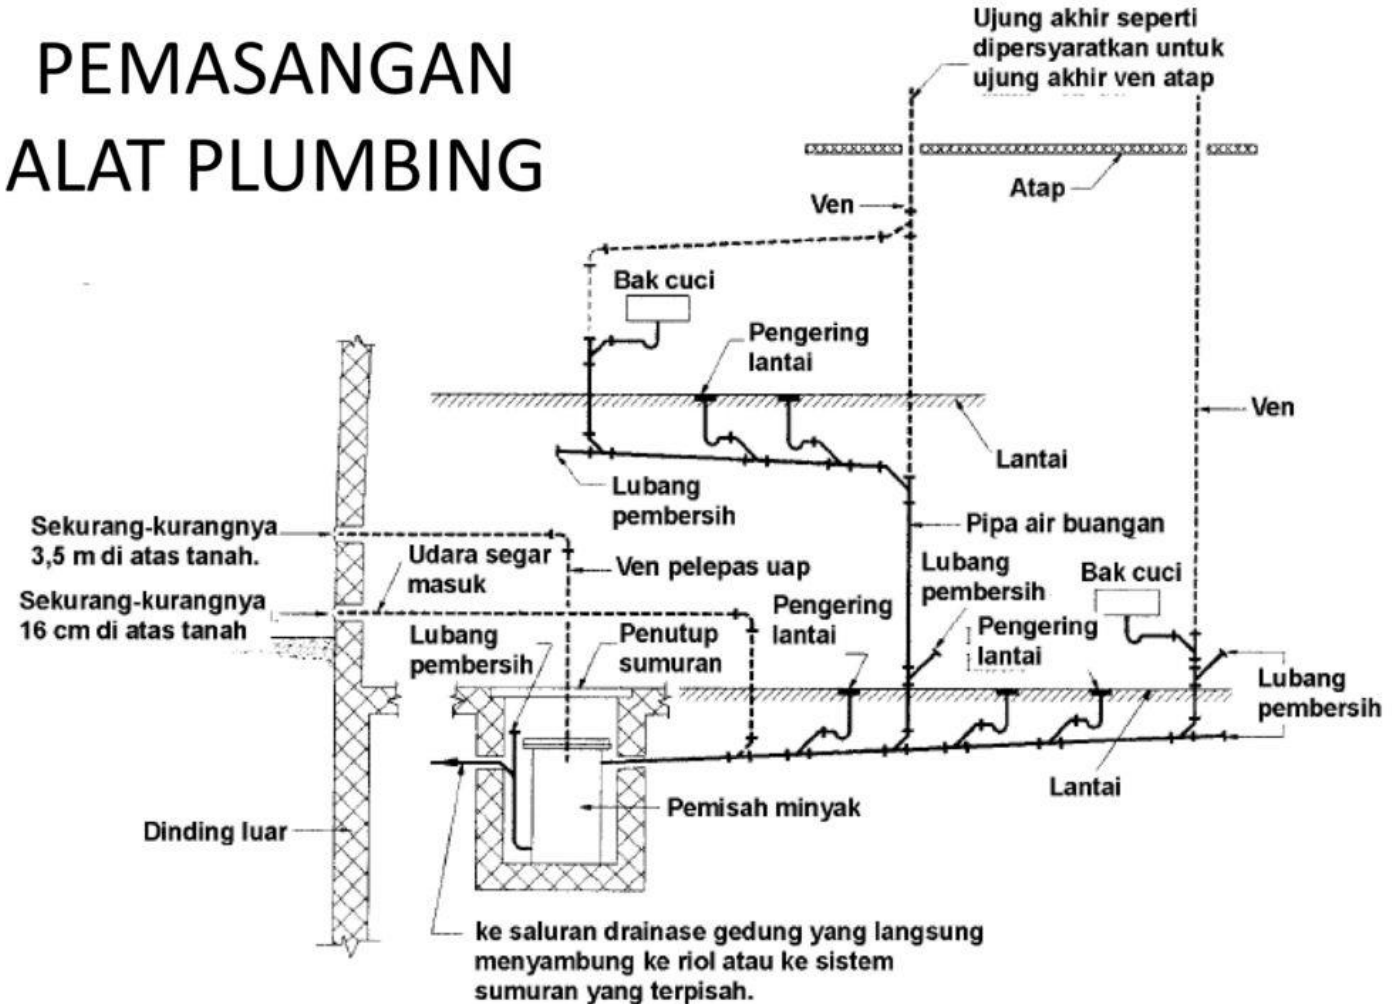 PEMASANGAN
ALAT PLUMBING
Ujung akhir seperti
dipersyaratkan untuk
ujung akhir ven atap
Atap
Ven
Bak cuci
Pengering
lantai
Ven
Lantai
Lubang
pembersih
Pipa air buangan
Sekurang-kurangnya
3,5 m di atas tanah.
Udara segar
masuk
Ven pelepas uap
Lubang
pembersih
Bak cuci
Sekurang-kurangnya
16 cm di atas tanah
Pengering
lantai
Lubang
pembersih
Penutup
sumuran
Pengering
lantai
Lubang
pembersih
Lantai
Pemisah minyak
Dinding luar
ke saluran drainase gedung yang langsung
menyambung ke riol atau ke sistem
sumuran yang terpisah.